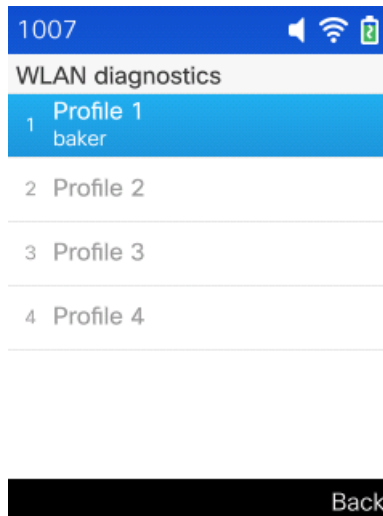 1007
WLAN diagnostics
1 Profile 1
baker
2 Profile 2
3 Profile 3
4 Profile 4
Back